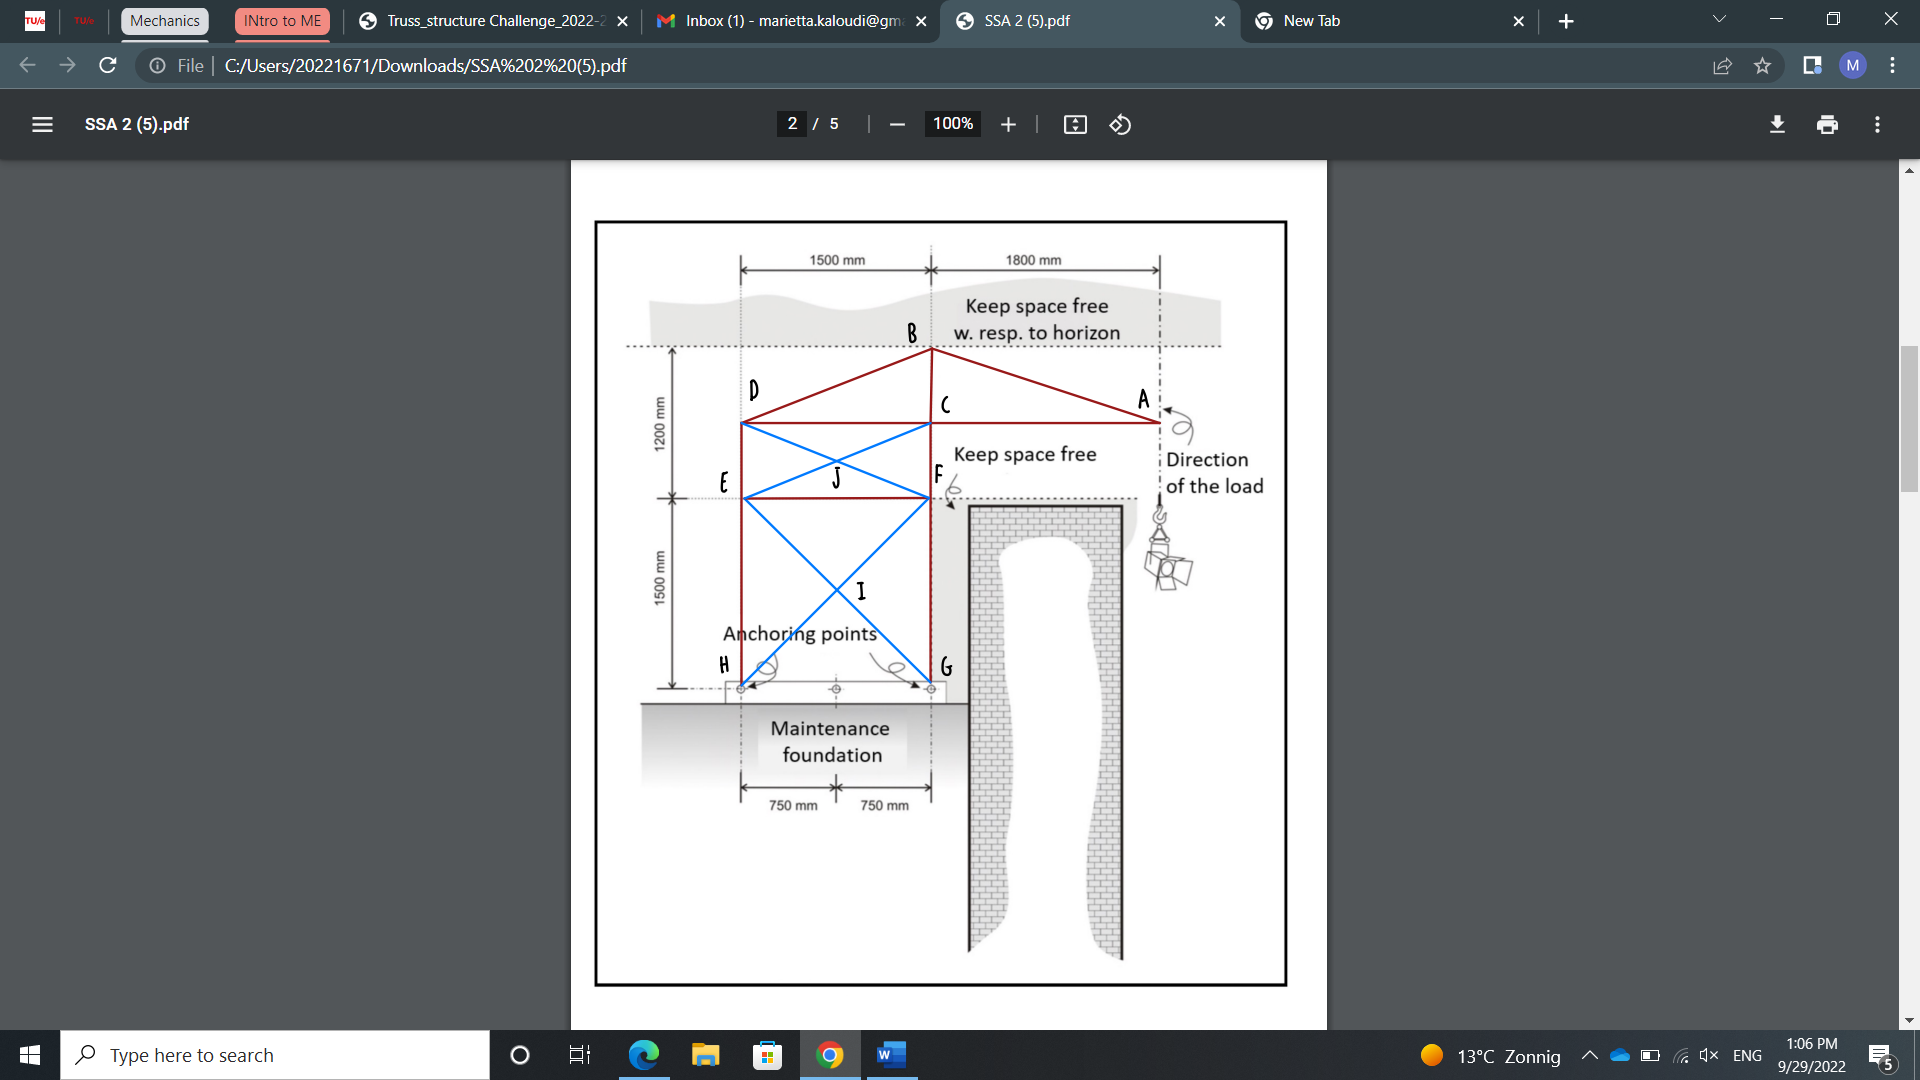 TU/e
TU/e
Mechanics
INtro to ME
Truss_structure Challenge_2022-2
Inbox (1) - marietta.kaloudi@gm
SSA 2 (5).pdf
New Tab
File
C:/Users/20221671/Downloads/SSA%202%20(5).pdf
M
SSA 2 (5).pdf
2 / 5
100%
1500 mm
1800 mm
Keep space free
w. resp. to horizon
B
D
C
A
1200 mm
Keep space free
Direction
of the load
E
J
F
1500 mm
I
Anchoring points
H
G
Maintenance
foundation
750 mm
750 mm
Type here to search
W
13°C Zonnig
ENG
1:06 PM
9/29/2022
5